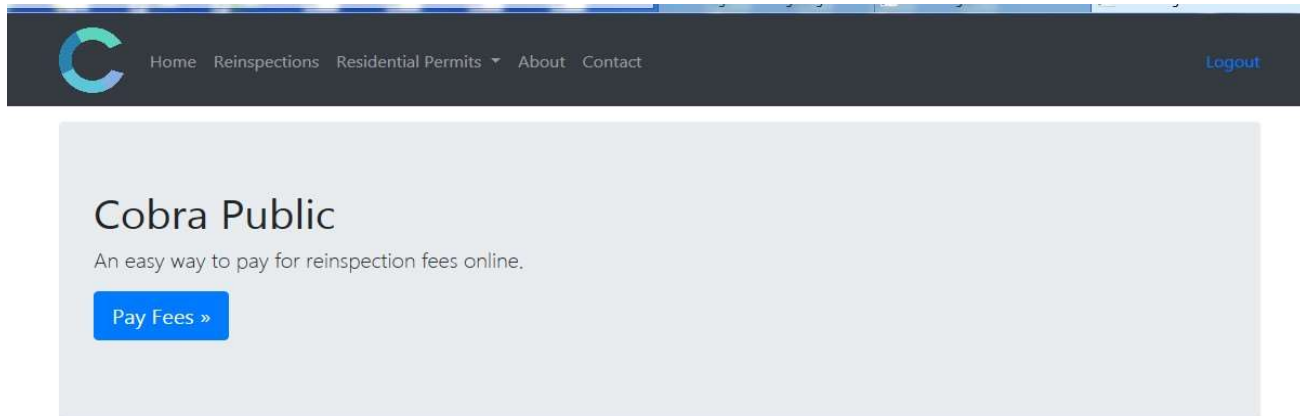 Home Reinspections Residential Permits About Contact Logout
Cobra Public
An easy way to pay for reinspection fees online.
Pay Fees »